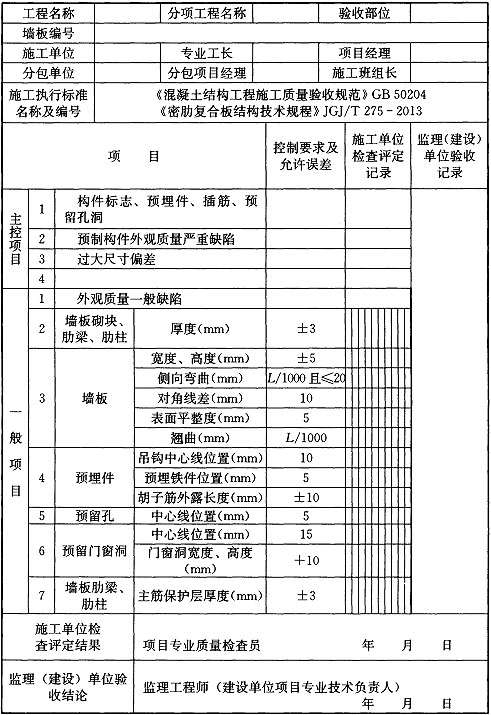 工程名称 分项工程名称 验收部位
墙板编号
施工单位 专业工长 项目经理
分包单位 分包项目经理 施工班组长
施工执行标准
名称及编号
《混凝土结构工程施工质量验收规范》GB 50204
《密肋复合板结构技术规程》JGJ/T 275-2013
项 目
控制要求及
允许误差
施工单位
检查评定
记录
监理(建设)
单位验收
记录
主控项目
1 构件标志、预埋件、插筋、预
留孔洞
2 预制构件外观质量严重缺陷
3 过大尺寸偏差
4
一般项目
1 外观质量一般缺陷
2 墙板砌块、
肋梁、肋柱
厚度(mm) ±3
3 墙板
宽度、高度(mm) ±5
侧向弯曲(mm) L/1000 且≤20
对角线差(mm) 10
表面平整度(mm) 5
翘曲(mm) L/1000
4 预埋件
吊钩中心线位置(mm) 10
预埋铁件位置(mm) 5
胡子筋外露长度(mm) ±10
5 预留孔 中心线位置(mm) 5
6 预留门窗洞
中心线位置(mm) 15
门窗洞宽度、高度
(mm)
+10
7 墙板肋梁、
肋柱
主筋保护层厚度(mm) ±3
施工单位检
查评定结果
项目专业质量检查员 年 月 日
监理（建设）单位验
收结论
监理工程师（建设单位项目专业技术负责人）
年 月 日